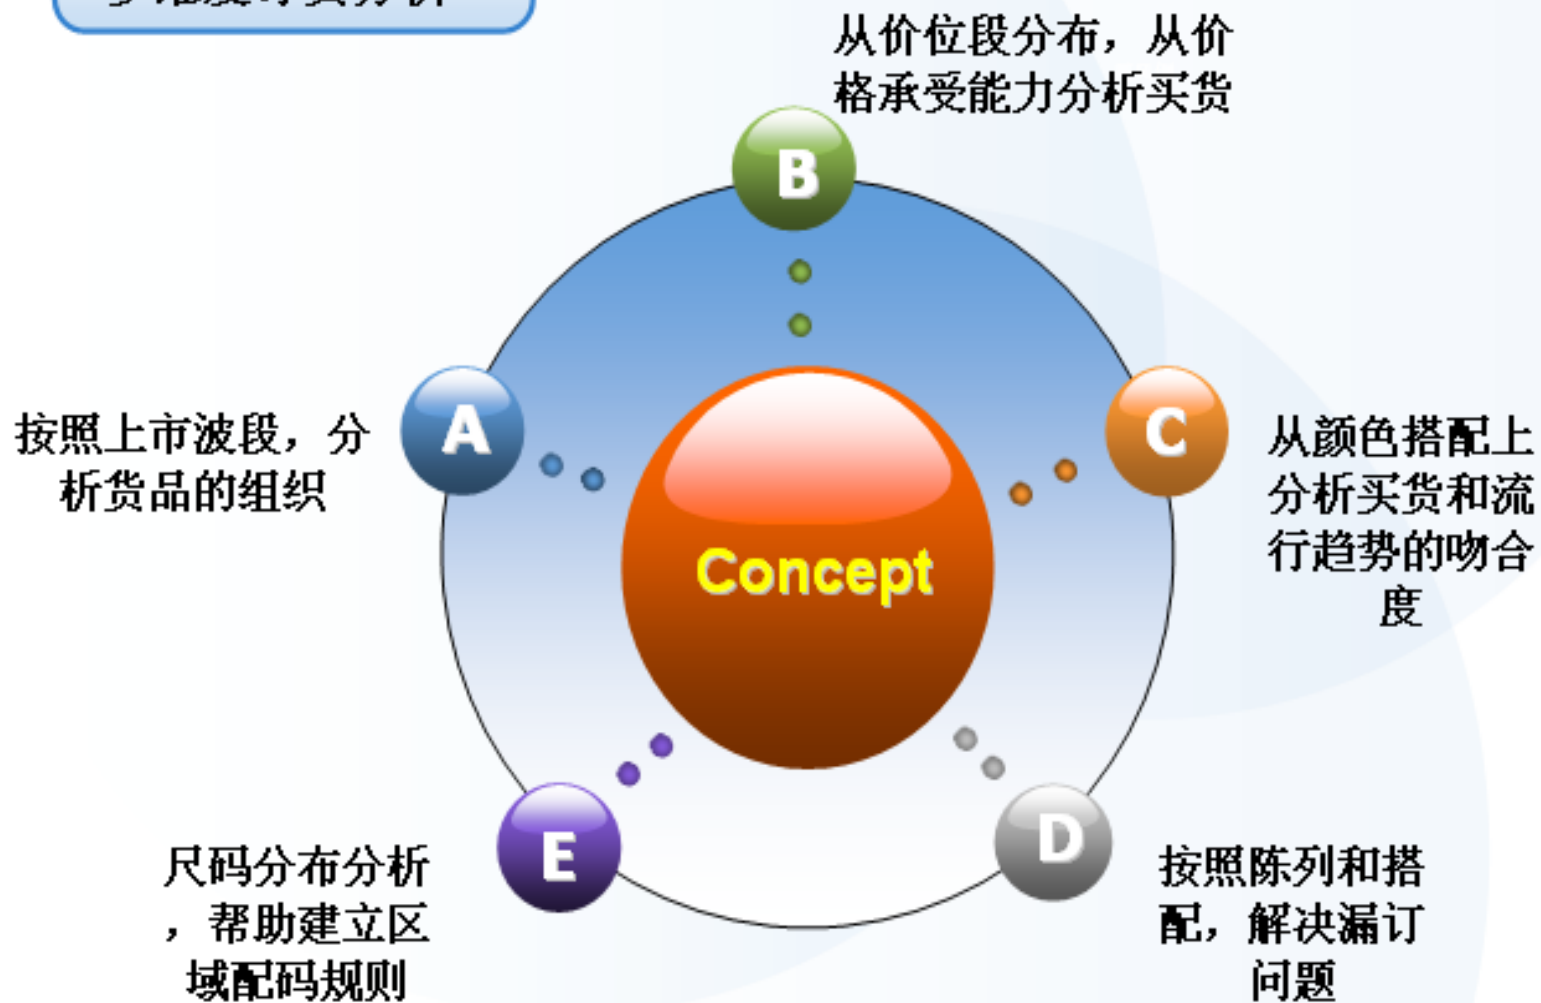 从价位段分布，从价
格承受能力分析买货
B
A
C
按照上市波段，分
析货品的组织
从颜色搭配上
分析买货和流
行趋势的吻合
度
Concept
E
D
尺码分布分析
，帮助建立区
域配码规则
按照陈列和搭
配，解决漏订
问题